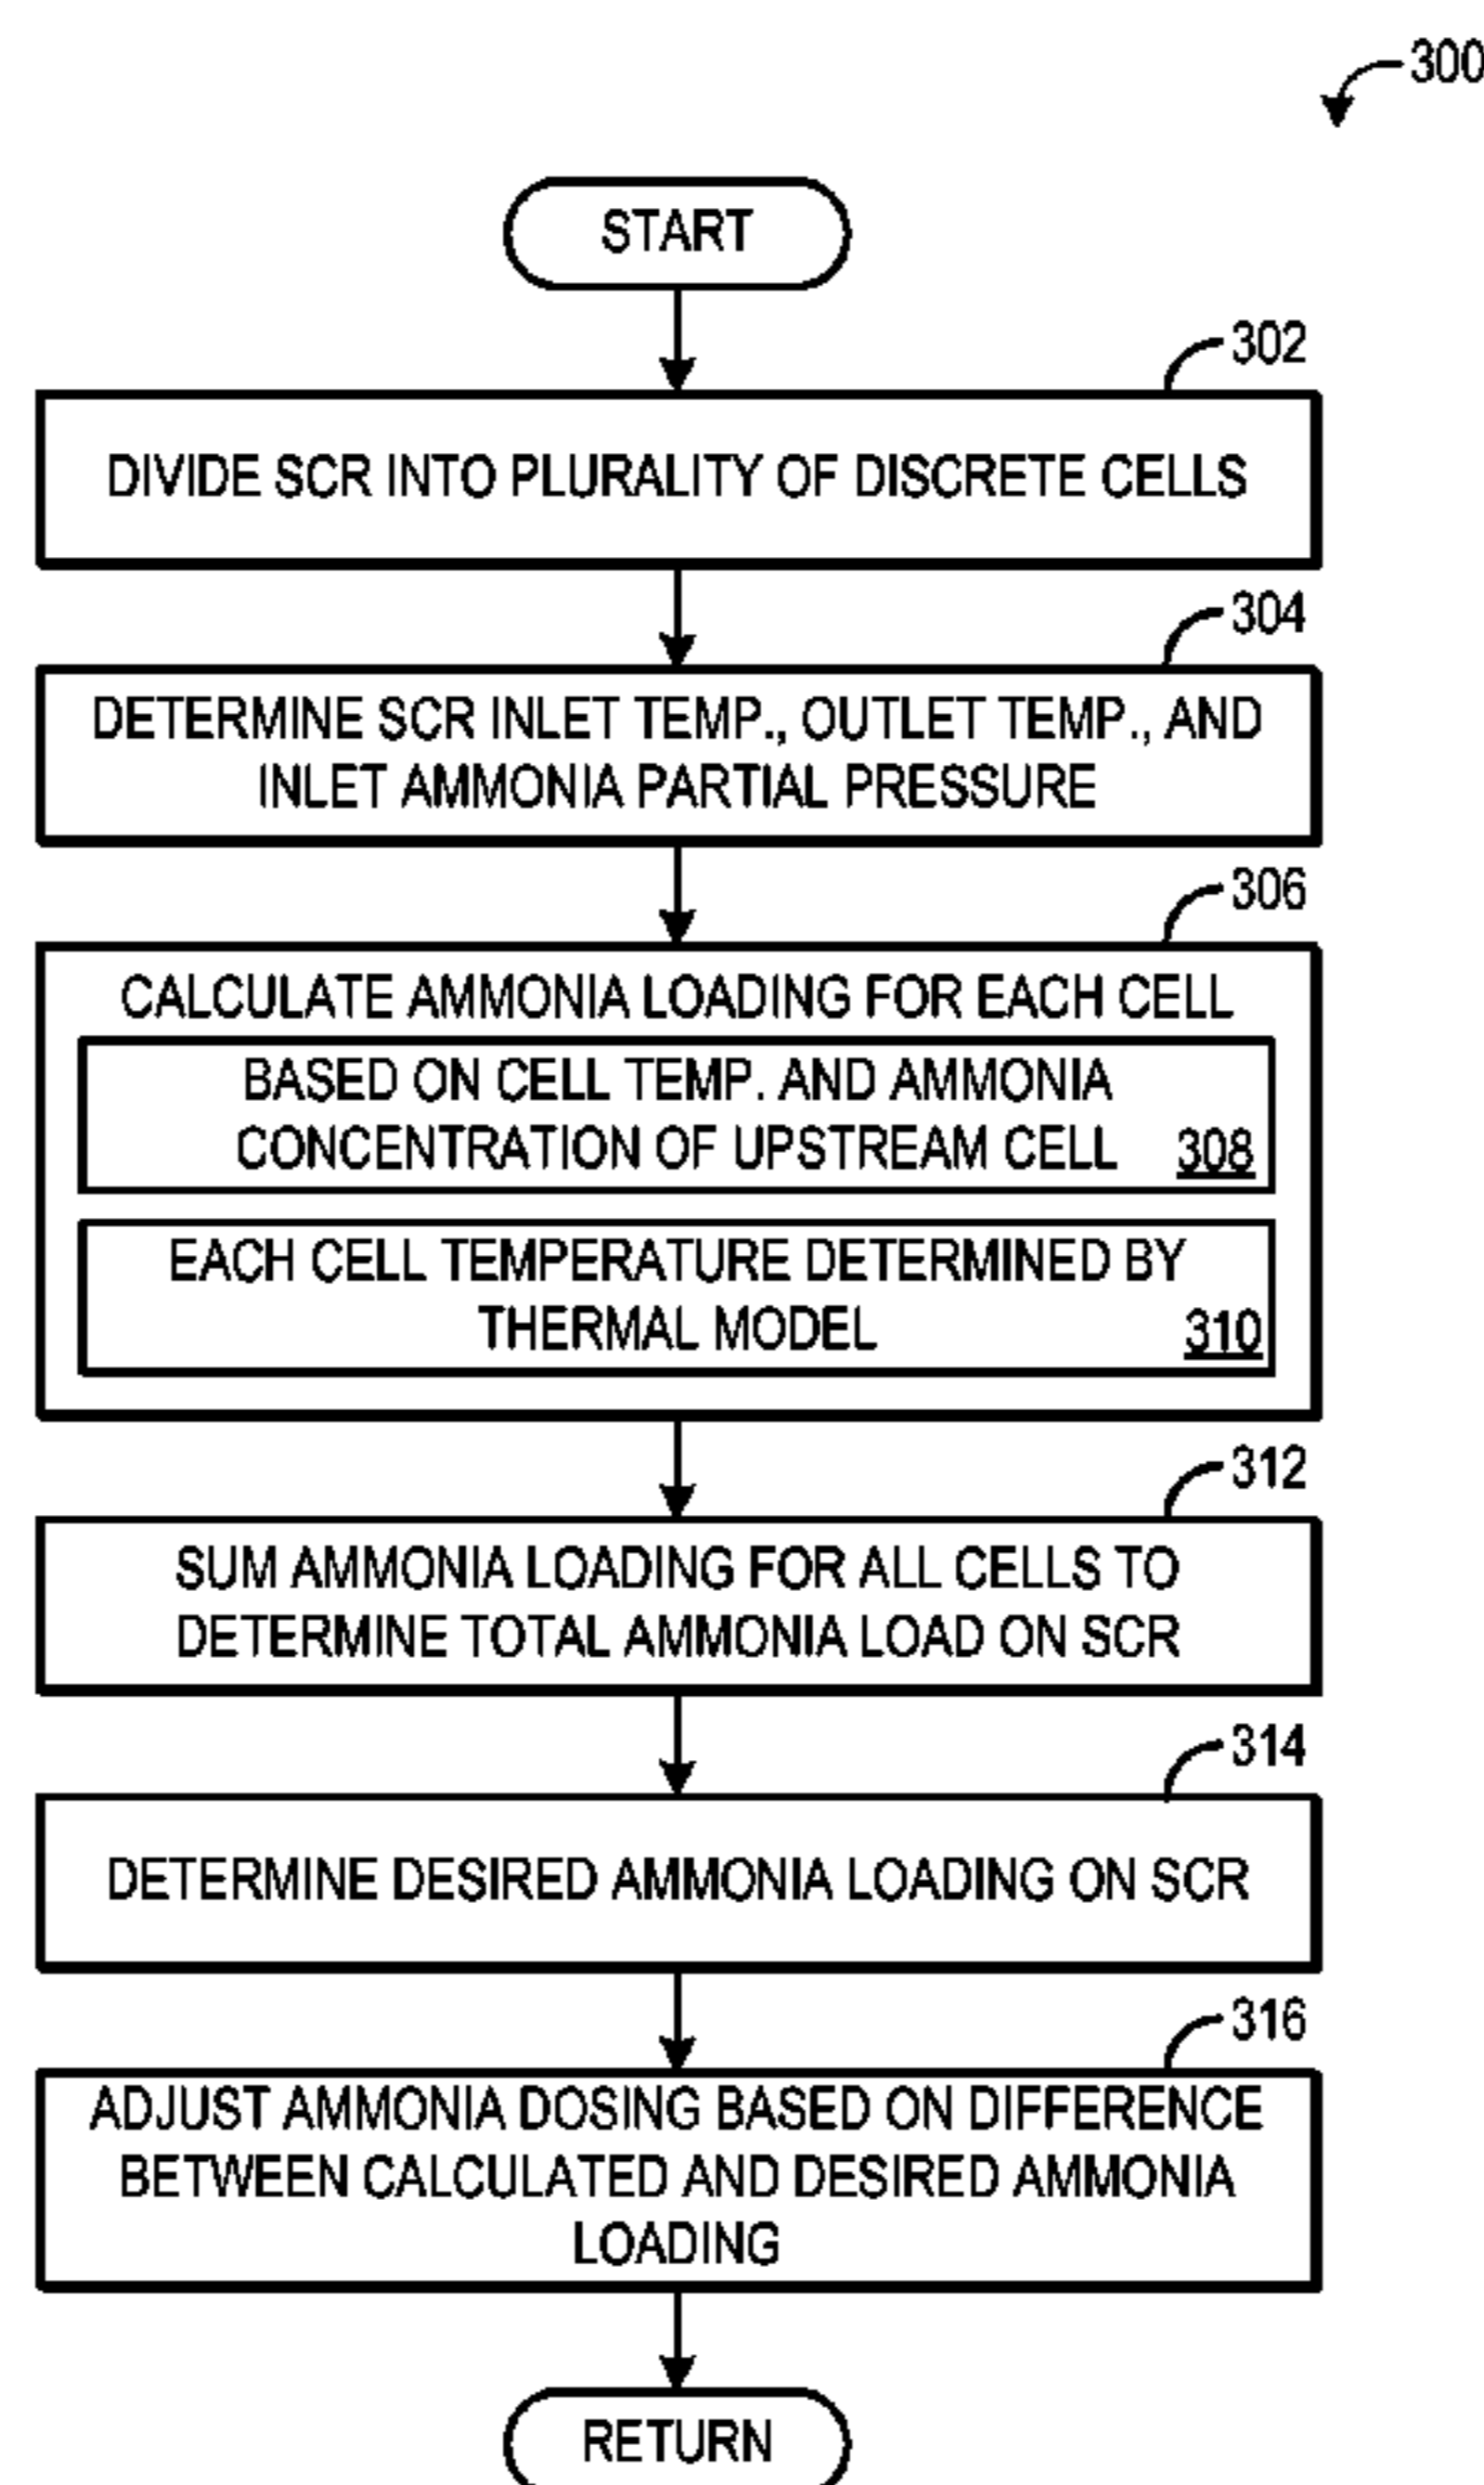 300
START
302
DIVIDE SCR INTO PLURALITY OF DISCRETE CELLS
304
DETERMINE SCR INLET TEMP., OUTLET TEMP., AND
INLET AMMONIA PARTIAL PRESSURE
306
CALCULATE AMMONIA LOADING FOR EACH CELL
BASED ON CELL TEMP. AND AMMONIA
CONCENTRATION OF UPSTREAM CELL 308
EACH CELL TEMPERATURE DETERMINED BY
THERMAL MODEL 310
312
SUM AMMONIA LOADING FOR ALL CELLS TO
DETERMINE TOTAL AMMONIA LOAD ON SCR
314
DETERMINE DESIRED AMMONIA LOADING ON SCR
316
ADJUST AMMONIA DOSING BASED ON DIFFERENCE
BETWEEN CALCULATED AND DESIRED AMMONIA
LOADING
RETURN